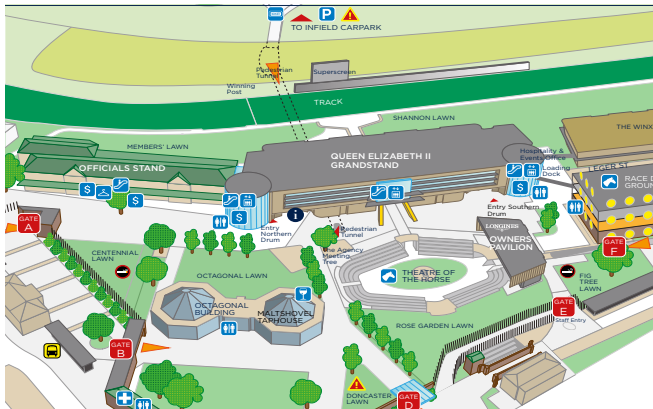 P
TO INFIELD CARPARK
Pedestrian
Tunnel
Superscreen
Winning
Post
TRACK
SHANNON LAWN
MEMBERS' LAWN
THE WINX
OFFICIALS STAND
QUEEN ELIZABETH II
GRANDSTAND
Hospitality &
Events Office
Loading
Dock
LEGER ST
RACE D
GROUN
$
$
$
$
i
GATE
A
Entry
Northern
Drum
Pedestrian
Tunnel
The Agency
Meeting
Tree
Entry Southern
Drum
LONGINES
OWNERS
PAVILION
GATE
F
CENTENNIAL
LAWN
OCTAGONAL LAWN
THEATRE OF
THE HORSE
FIG
TREE
LAWN
OCTAGONAL
BUILDING
MALTSHOVEL
TAPHOUSE
GATE
E
Staff Entry
ROSE GARDEN LAWN
GATE
B
DONCASTER
LAWN
GATE
D